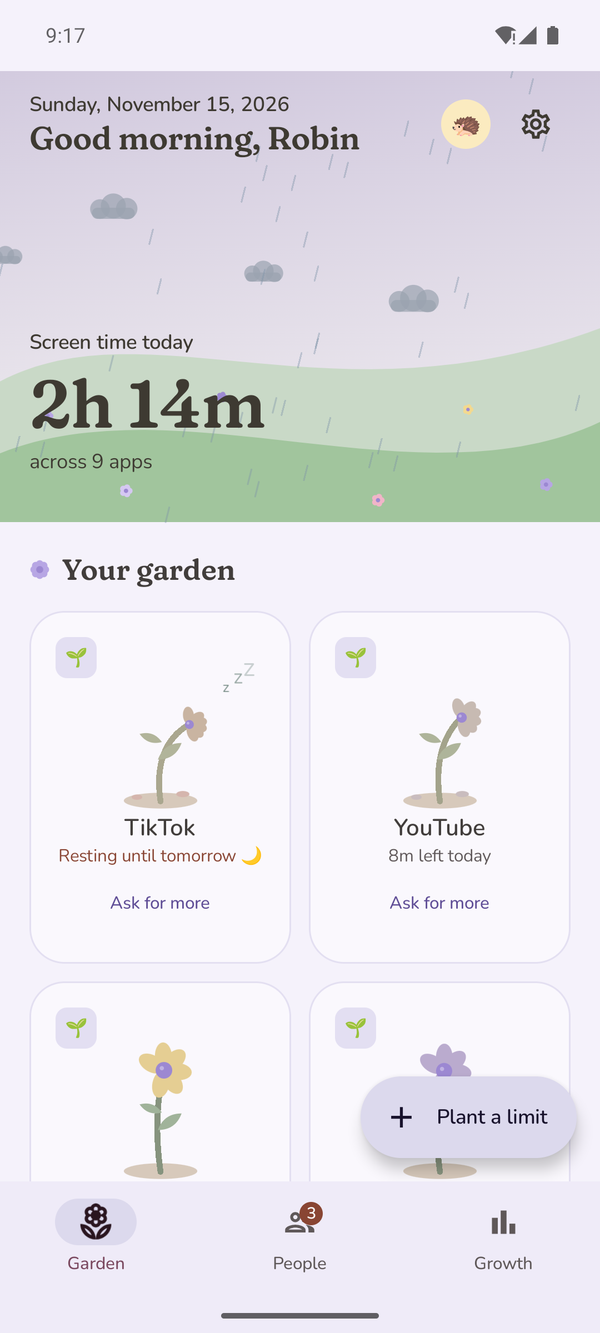 9:17
Sunday, November 15, 2026
Good morning, Robin
Screen time today
2h 14m
across 9 apps
Your garden
z z Z
TikTok
Resting until tomorrow 🌙
Ask for more
YouTube
8m left today
Ask for more
Plant a limit
3
Garden
People
Growth